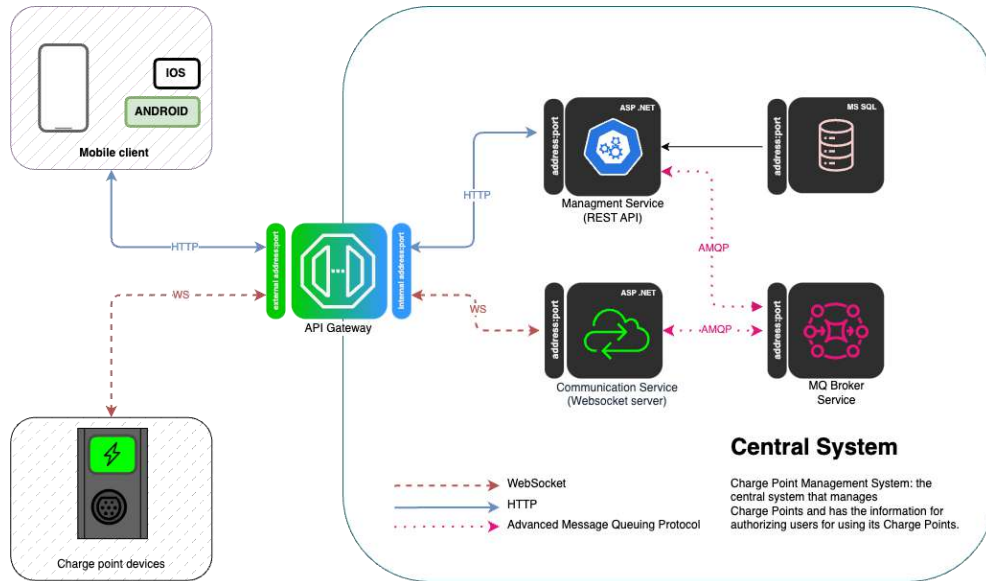 IOS
ANDROID
Mobile client
HTTP
WS
external address:port
internal address:port
API Gateway
Charge point devices
HTTP
WS
address:port
ASP .NET
Managment Service
(REST API)
address:port
MS SQL
AMQP
address:port
ASP .NET
Communication Service
(Websocket server)
AMQP
address:port
MQ Broker
Service
WebSocket
HTTP
Advanced Message Queuing Protocol
Central System
Charge Point Management System: the
central system that manages
Charge Points and has the information for
authorizing users for using its Charge Points.